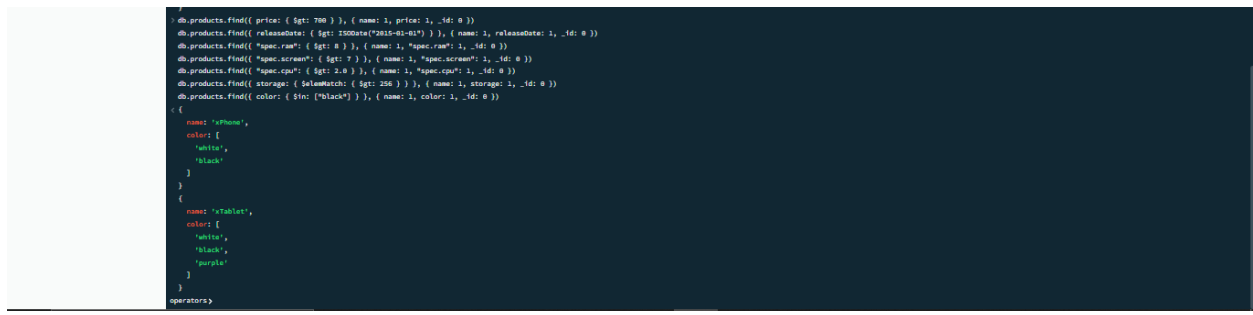 }
> db.products.find({ price: { $gt: 700 } }, { name: 1, price: 1, _id: 0 })
db.products.find({ releaseDate: { $gt: ISODate("2015-01-01") } }, { name: 1, releaseDate: 1, _id: 0 })
db.products.find({ "spec.ram": { $gt: 8 } }, { name: 1, "spec.ram": 1, _id: 0 })
db.products.find({ "spec.screen": { $gt: 7 } }, { name: 1, "spec.screen": 1, _id: 0 })
db.products.find({ "spec.cpu": { $gt: 2.0 } }, { name: 1, "spec.cpu": 1, _id: 0 })
db.products.find({ storage: { $elemMatch: { $gt: 256 } } }, { name: 1, storage: 1, _id: 0 })
db.products.find({ color: { $in: ["black"] } }, { name: 1, color: 1, _id: 0 })
< {
name: 'xPhone',
color: [
'white',
'black'
]
}
{
name: 'xTablet',
color: [
'white',
'black',
'purple'
]
}
operators>